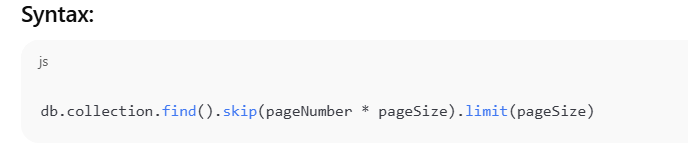 Syntax:
js
db.collection.find().skip(pageNumber * pageSize).limit(pageSize)